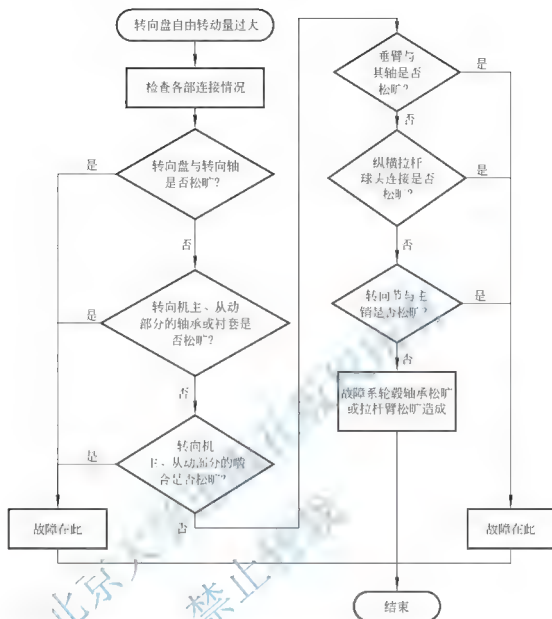 转向盘自由转动量过大
检查各部连接情况
是
转向盘与转向轴
是否松旷?
否
是
转向机主、从动
部分的轴承或衬套是
否松旷?
否
是
转向机
主、从动部分的啮
合是否松旷?
否
故障在此
垂臂与
其轴是否
松旷?
是
否
纵横拉杆
球头连接是否
松旷?
是
否
转向节与主
销是否松旷?
是
否
故障系轮毂轴承松旷
或拉杆臂松旷造成
故障在此
结束
北京
禁止